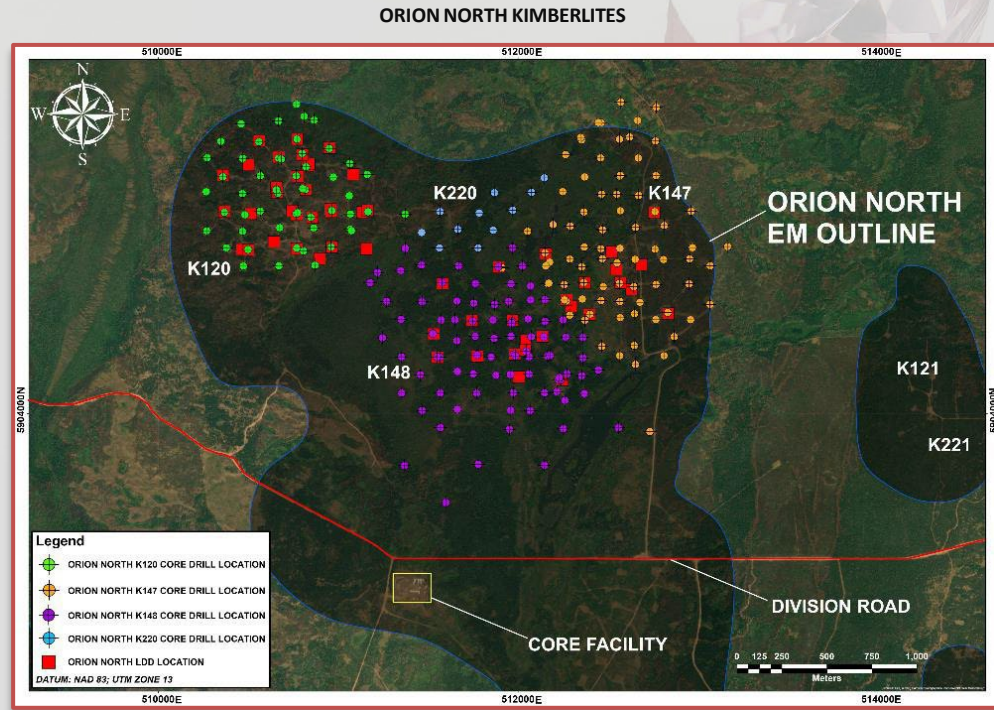 ORION NORTH KIMBERLITES
510000E
512000E
514000E
N
W
E
S
K220
K147
ORION NORTH
EM OUTLINE
K120
K148
K121
K221
5904000N
5904000N
Legend
ORION NORTH K120 CORE DRILL LOCATION
ORION NORTH K147 CORE DRILL LOCATION
ORION NORTH K148 CORE DRILL LOCATION
ORION NORTH K220 CORE DRILL LOCATION
ORION NORTH LDD LOCATION
DATUM: NAD 83; UTM ZONE 13
DIVISION ROAD
CORE FACILITY
0 125 250 500 750 1,000
Meters
510000E
512000E
514000E